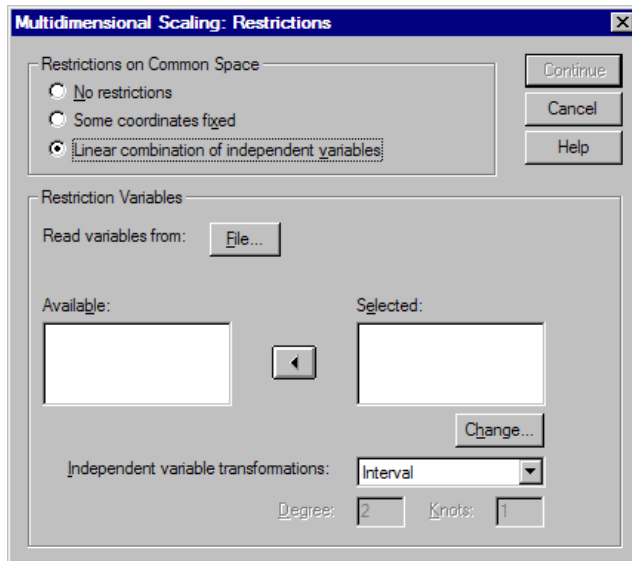 Multidimensional Scaling: Restrictions
Restrictions on Common Space
No restrictions
Some coordinates fixed
Linear combination of independent variables
Continue
Cancel
Help
Restriction Variables
Read variables from: File...
Available: Selected:
Change...
Independent variable transformations: Interval
Degree: 2 Knots: 1